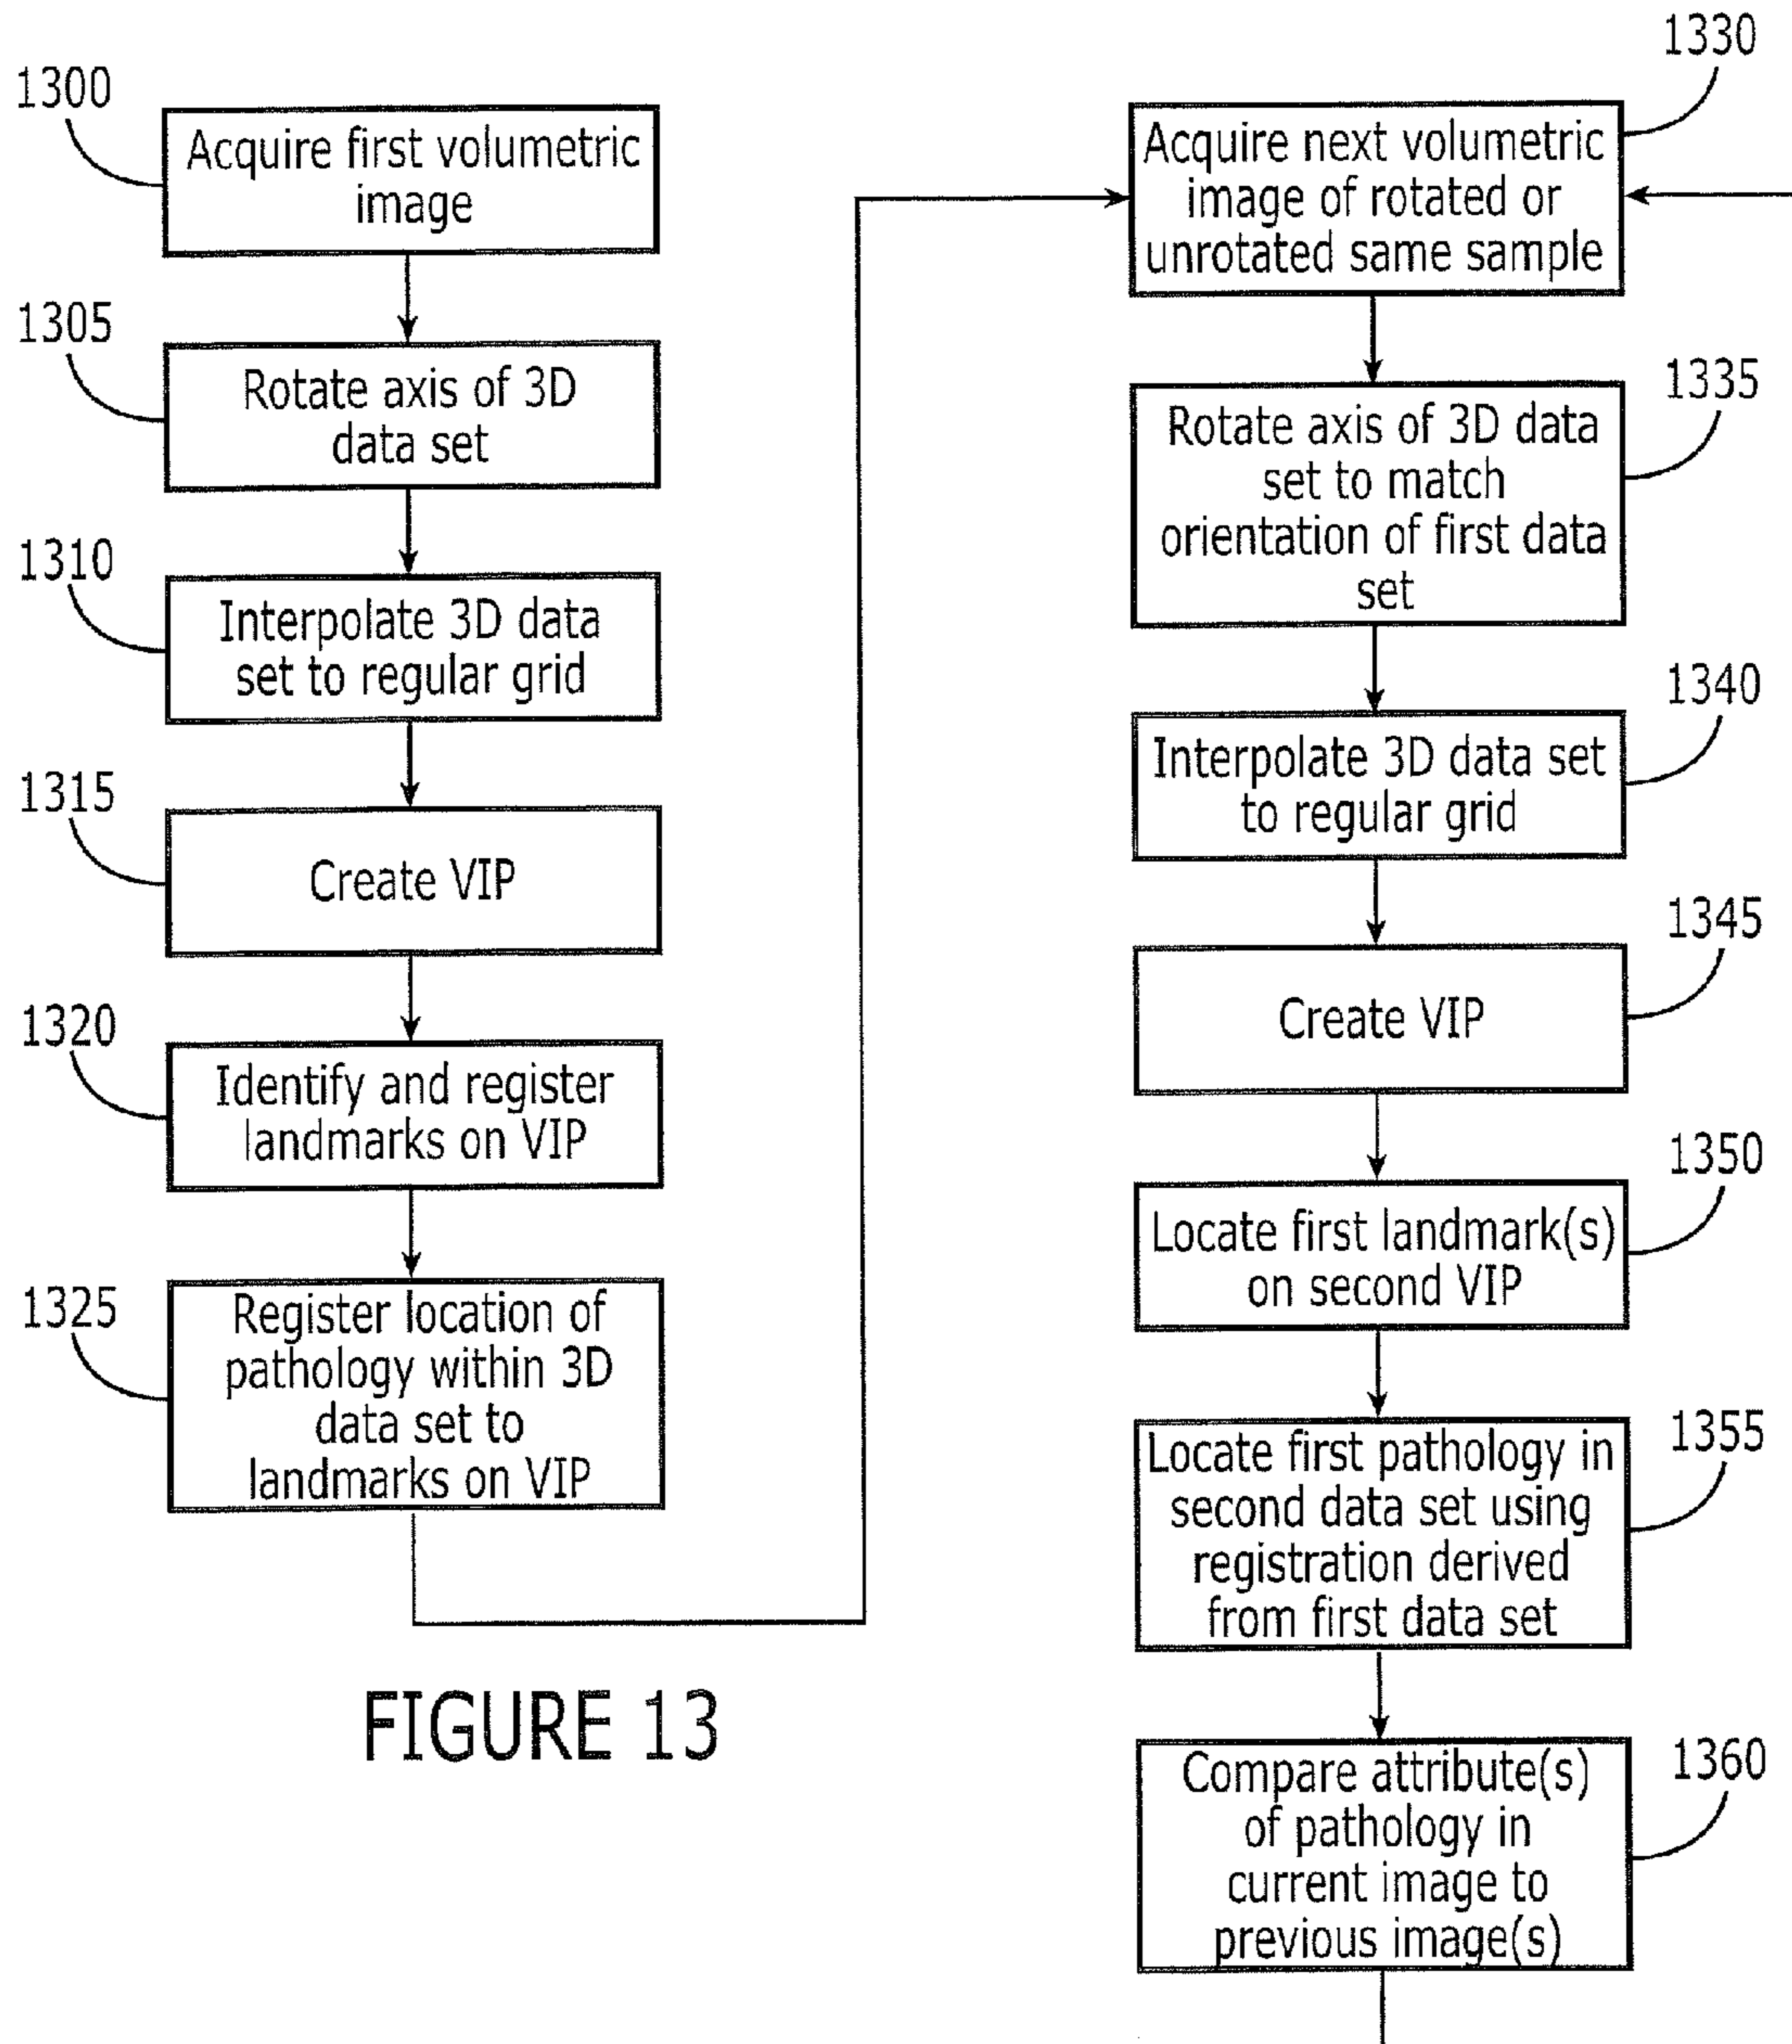 1300
Acquire first volumetric
image
1305
Rotate axis of 3D
data set
1310
Interpolate 3D data
set to regular grid
1315
Create VIP
1320
Identify and register
landmarks on VIP
1325
Register location of
pathology within 3D
data set to
landmarks on VIP
FIGURE 13
1330
Acquire next volumetric
image of rotated or
unrotated same sample
1335
Rotate axis of 3D data
set to match
orientation of first data
set
1340
Interpolate 3D data set
to regular grid
1345
Create VIP
1350
Locate first landmark(s)
on second VIP
1355
Locate first pathology in
second data set using
registration derived
from first data set
1360
Compare attribute(s)
of pathology in
current image to
previous image(s)